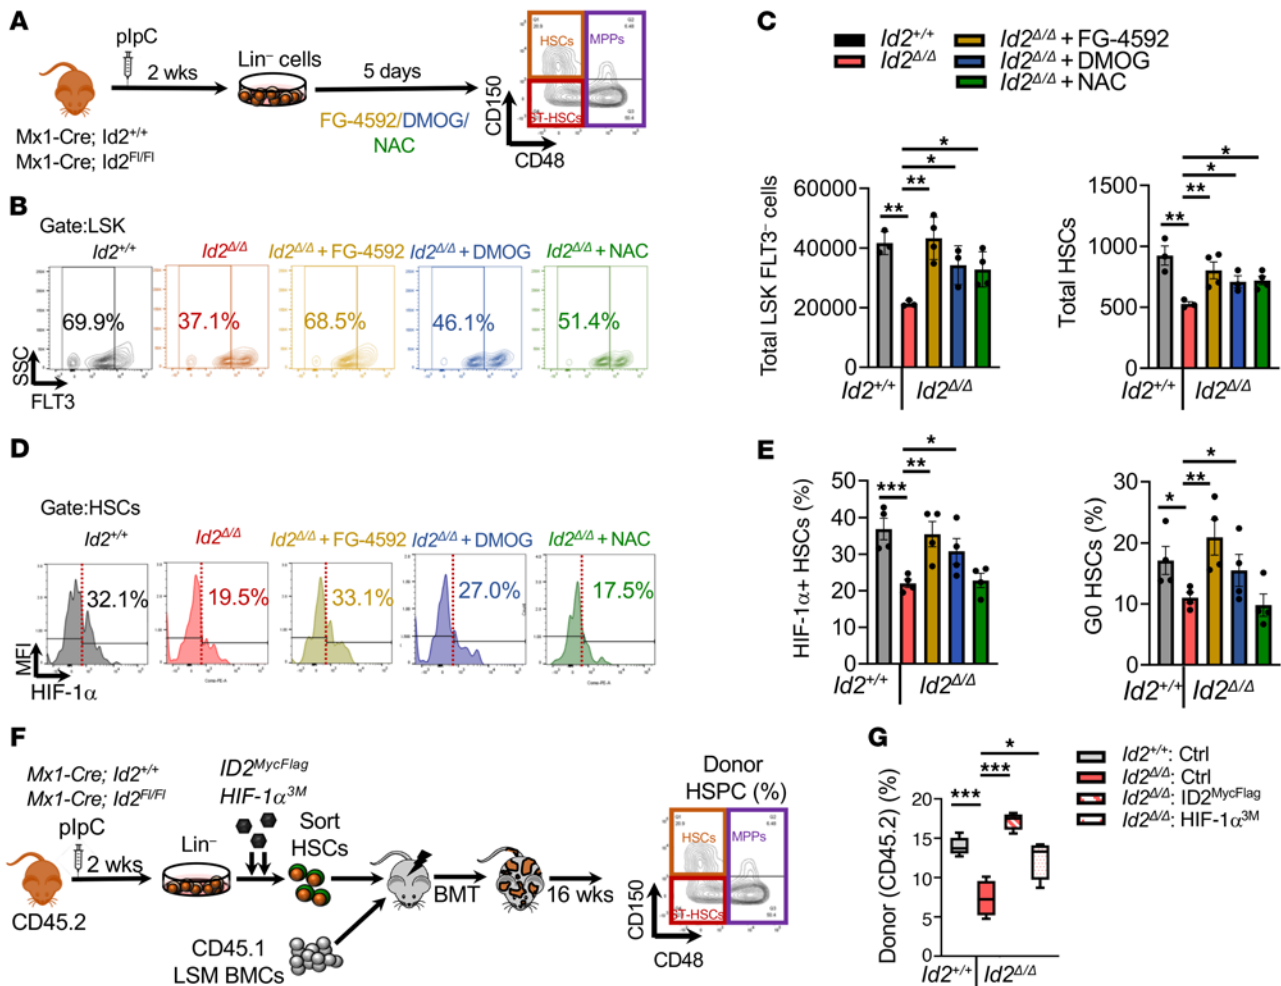 A
pIpC
2 wks
Lin⁻ cells
5 days
FG-4592/DMOG/
NAC
Mx1-Cre; Id2⁺/⁺
Mx1-Cre; Id2ᶠˡ/ᶠˡ
HSCs
MPPs
ST-HSCs
CD150
CD48
B
Gate:LSK
Id2⁺/⁺
Id2Δ/Δ
Id2Δ/Δ + FG-4592
Id2Δ/Δ + DMOG
Id2Δ/Δ + NAC
69.9%
37.1%
68.5%
46.1%
51.4%
SSC
FLT3
C
Id2⁺/⁺
Id2Δ/Δ
Id2Δ/Δ + FG-4592
Id2Δ/Δ + DMOG
Id2Δ/Δ + NAC
Total LSK FLT3⁻ cells
60000
40000
20000
0
**
**
*
*
Id2⁺/⁺
Id2Δ/Δ
Total HSCs
1500
1000
500
0
**
**
*
*
Id2⁺/⁺
Id2Δ/Δ
D
Gate:HSCs
Id2⁺/⁺
Id2Δ/Δ
Id2Δ/Δ + FG-4592
Id2Δ/Δ + DMOG
Id2Δ/Δ + NAC
32.1%
19.5%
33.1%
27.0%
17.5%
MFI
HIF-1α
E
HIF-1α+ HSCs (%)
50
40
30
20
10
0
***
**
*
Id2⁺/⁺
Id2Δ/Δ
G0 HSCs (%)
30
20
10
0
*
**
*
Id2⁺/⁺
Id2Δ/Δ
F
Mx1-Cre; Id2⁺/⁺
Mx1-Cre; Id2ᶠˡ/ᶠˡ
pIpC
2 wks
CD45.2
Lin⁻
ID2ᴹʸᶜᶠˡᵃᵍ
HIF-1α³ᴹ
Sort
HSCs
CD45.1
LSM BMCs
BMT
16 wks
Donor
HSPC (%)
HSCs
MPPs
ST-HSCs
CD150
CD48
G
Donor (CD45.2) (%)
20
15
10
5
0
***
***
*
Id2⁺/⁺
Id2Δ/Δ
Id2⁺/⁺: Ctrl
Id2Δ/Δ: Ctrl
Id2Δ/Δ: ID2ᴹʸᶜᶠˡᵃᵍ
Id2Δ/Δ: HIF-1α³ᴹ